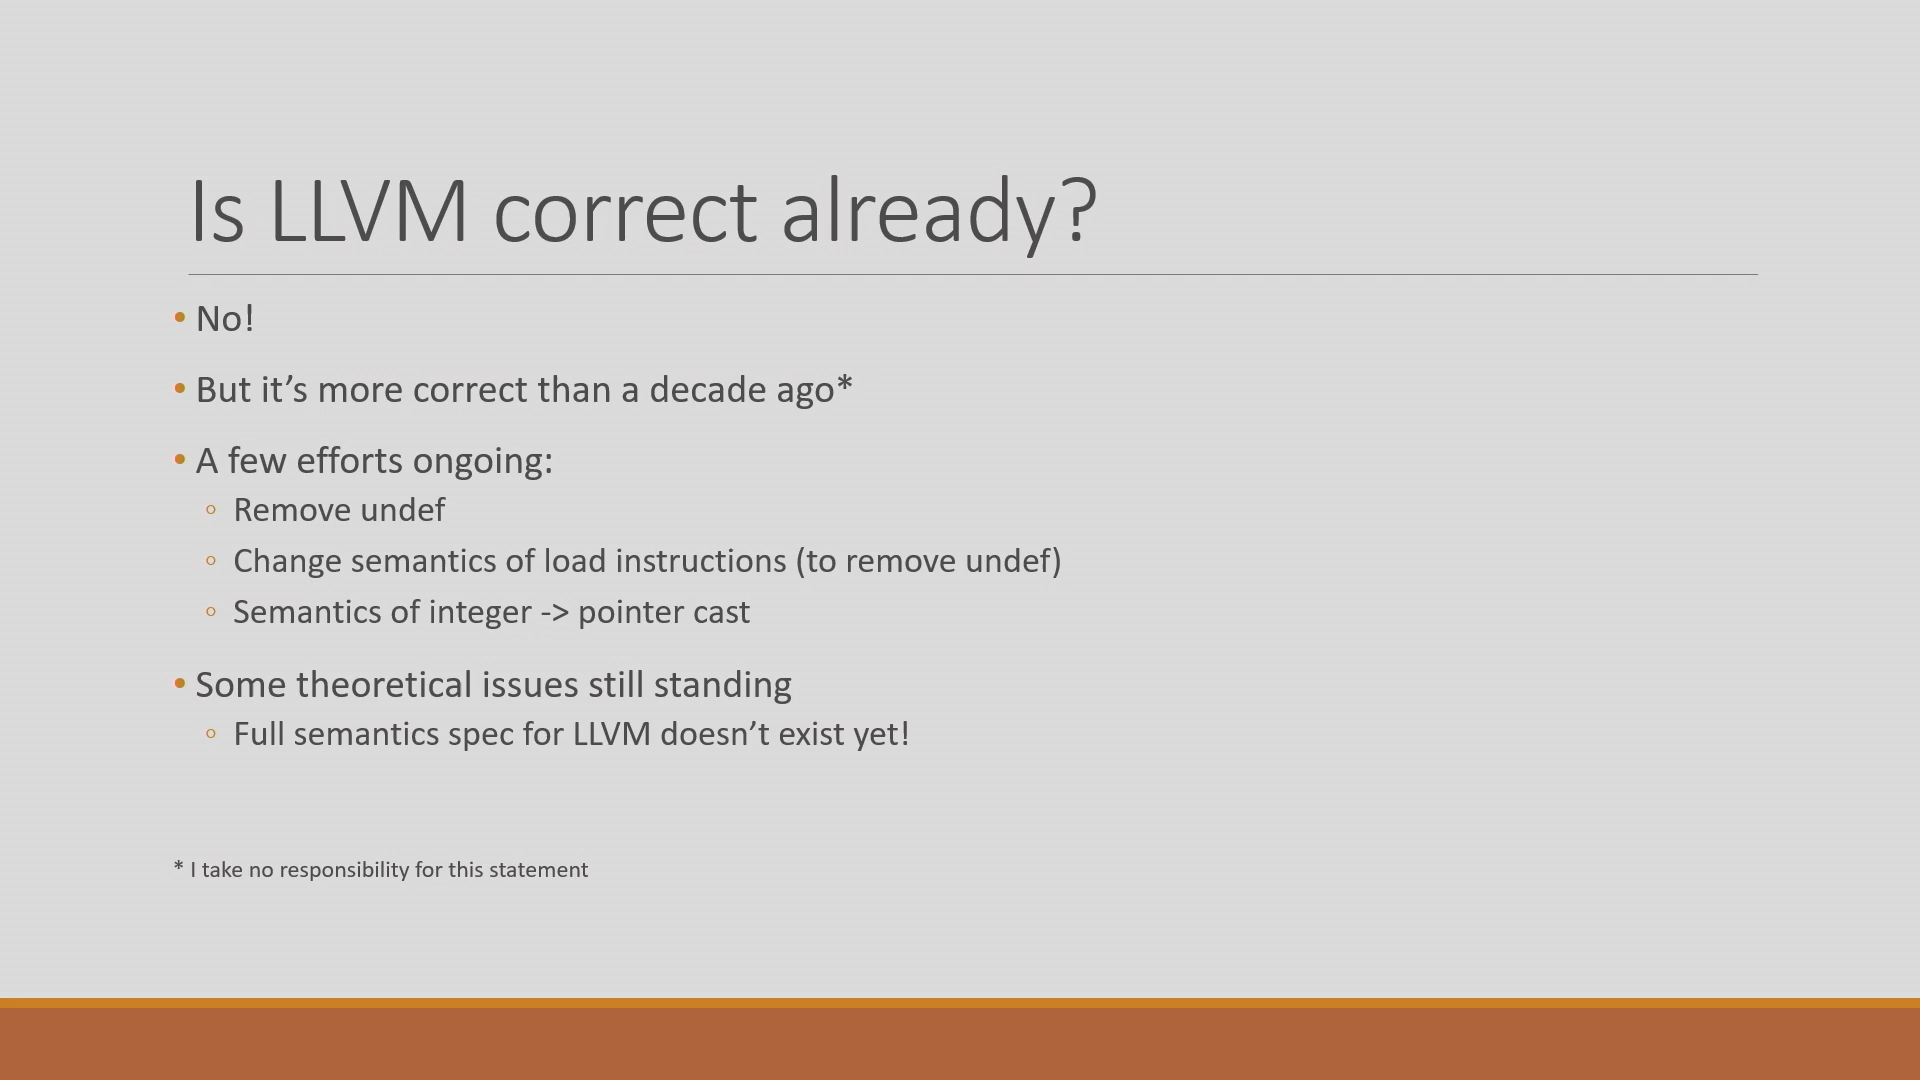 Is LLVM correct already?
• No!
• But it’s more correct than a decade ago*
• A few efforts ongoing:
◦ Remove undef
◦ Change semantics of load instructions (to remove undef)
◦ Semantics of integer -> pointer cast
• Some theoretical issues still standing
◦ Full semantics spec for LLVM doesn’t exist yet!
* I take no responsibility for this statement